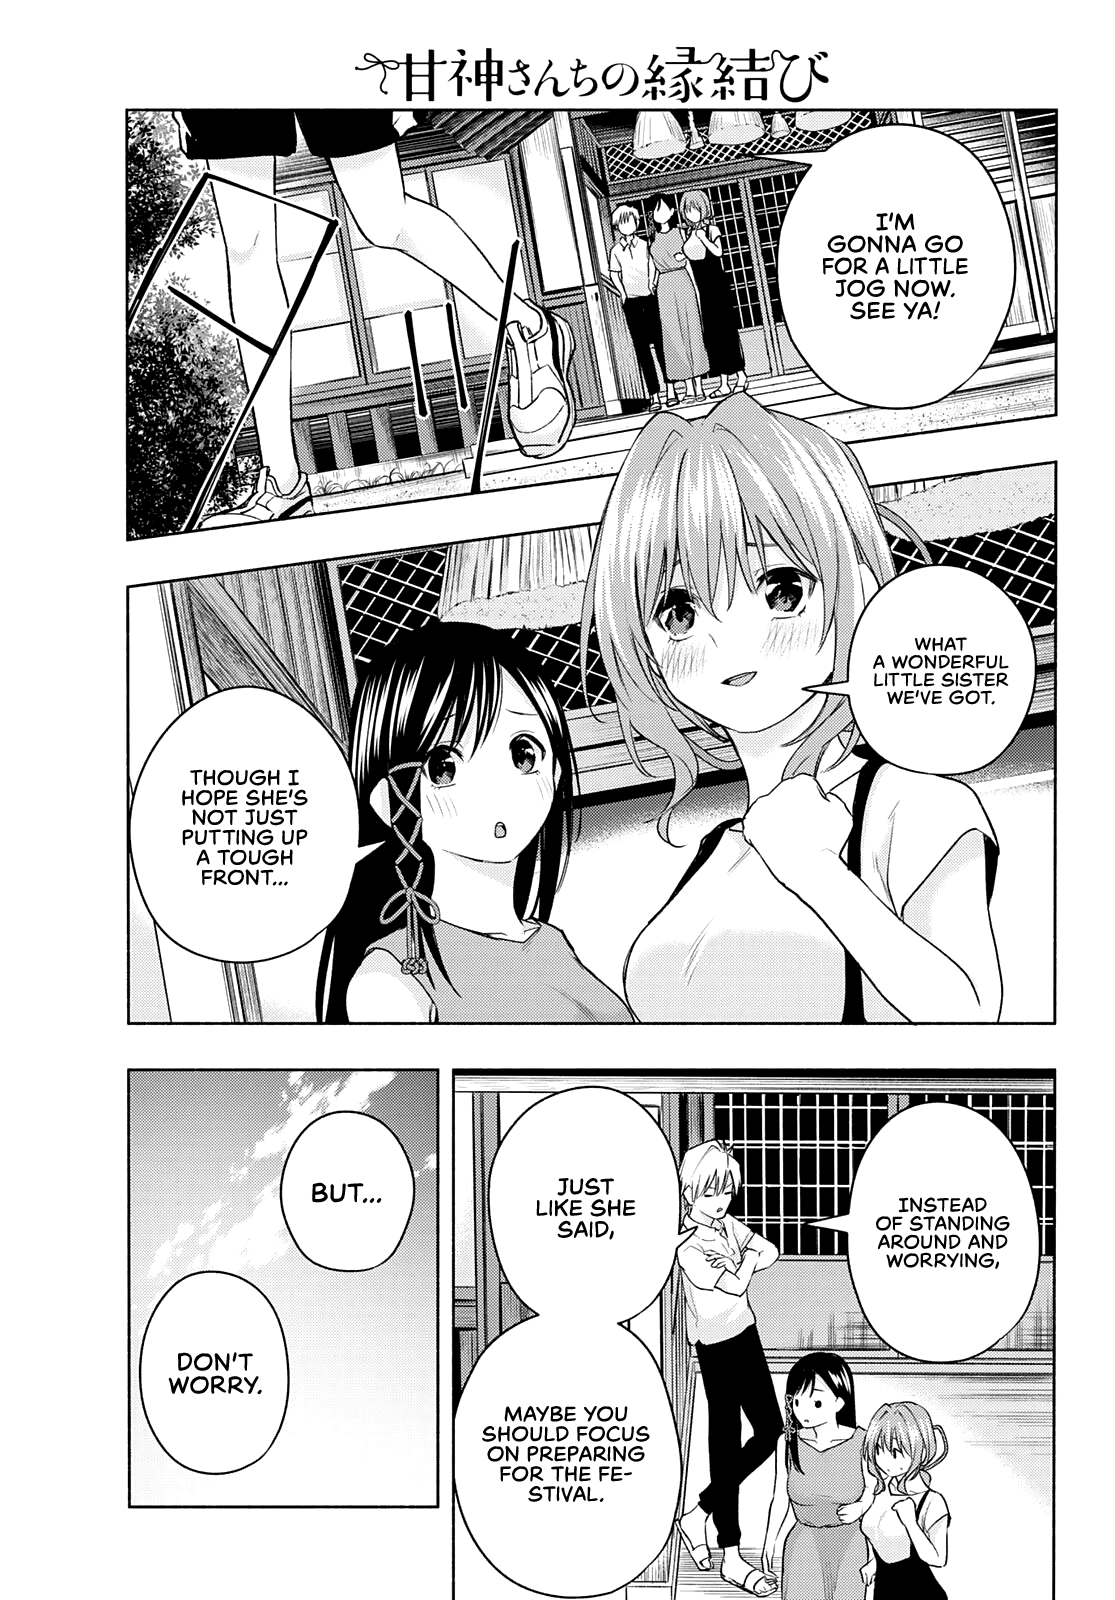 甘神さんちの縁結び
I'M
GONNA GO
FOR A LITTLE
JOG NOW.
SEE YA!
WHAT
A WONDERFUL
LITTLE SISTER
WE'VE GOT.
THOUGH I
HOPE SHE'S
NOT JUST
PUTTING UP
A TOUGH
FRONT...
INSTEAD
OF STANDING
AROUND AND
WORRYING,
JUST
LIKE SHE
SAID,
MAYBE YOU
SHOULD FOCUS
ON PREPARING
FOR THE FE-
STIVAL.
BUT...
DON'T
WORRY.